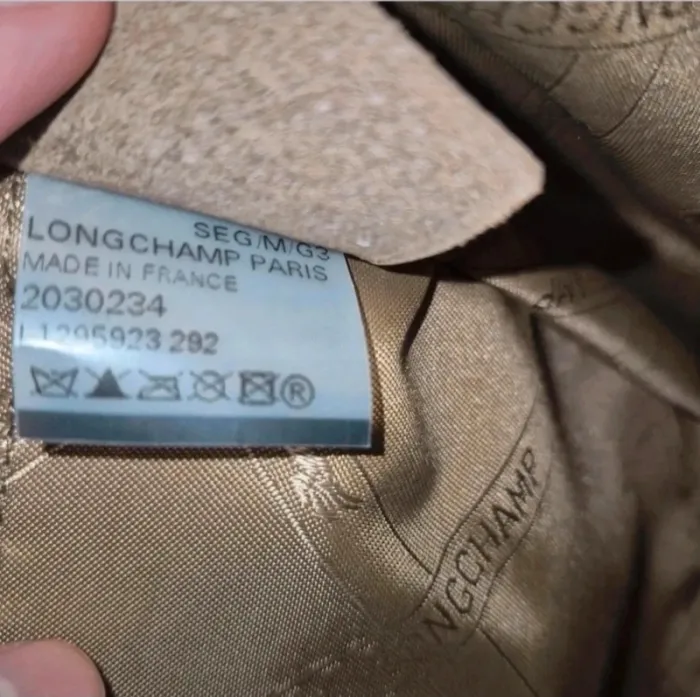 SEG/M/G3
LONGCHAMP PARIS
MADE IN FRANCE
2030234
L1295923 292
®
LONGCHAMP